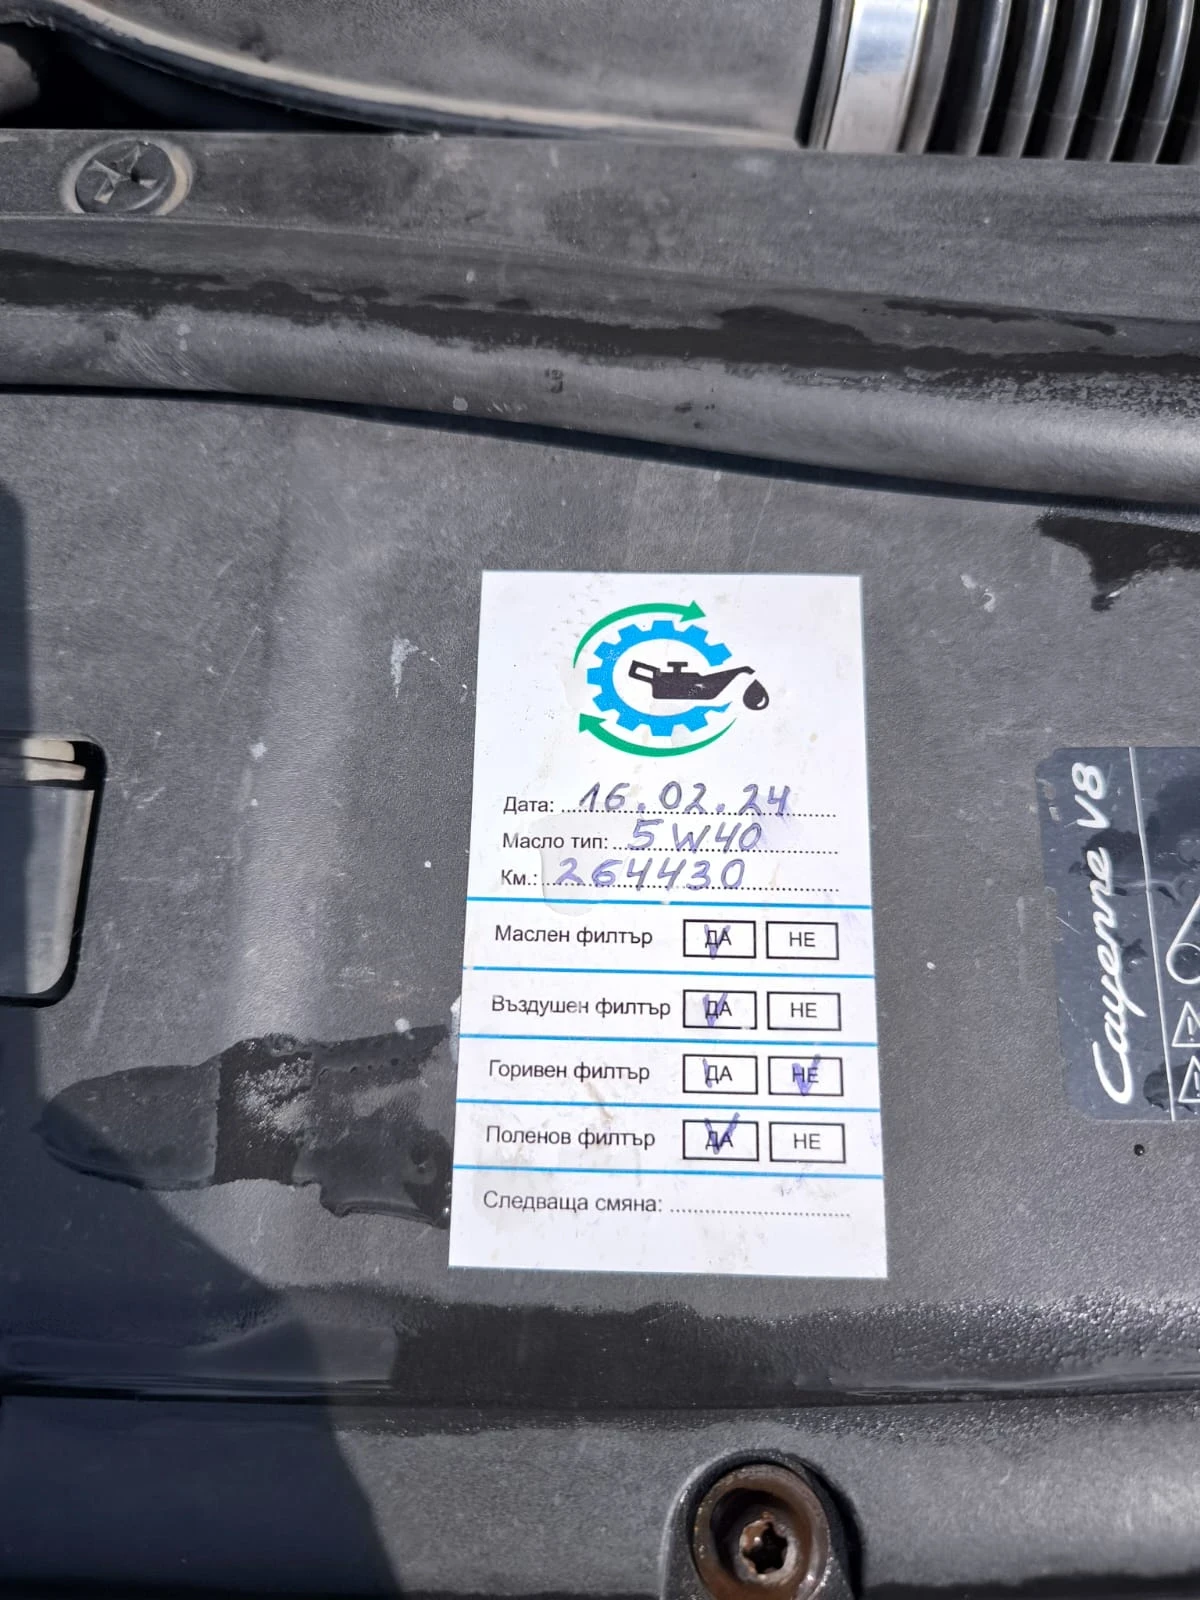 Дата: 16.02.24
Масло тип: 5W40
Км.: 264430
Маслен филтър ДА НЕ
Въздушен филтър ДА НЕ
Горивен филтър ДА НЕ
Поленов филтър ДА НЕ
Следваща смяна:
Cayenne V8